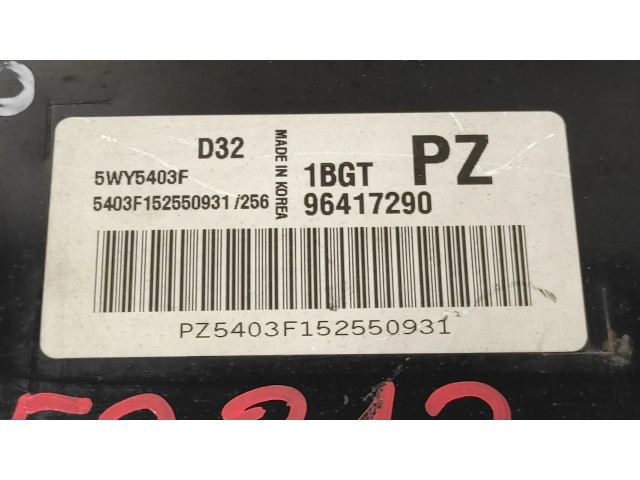 D32
5WY5403F
5403F152550931/256
MADE IN KOREA
1BGT PZ
96417290
PZ5403F152550931